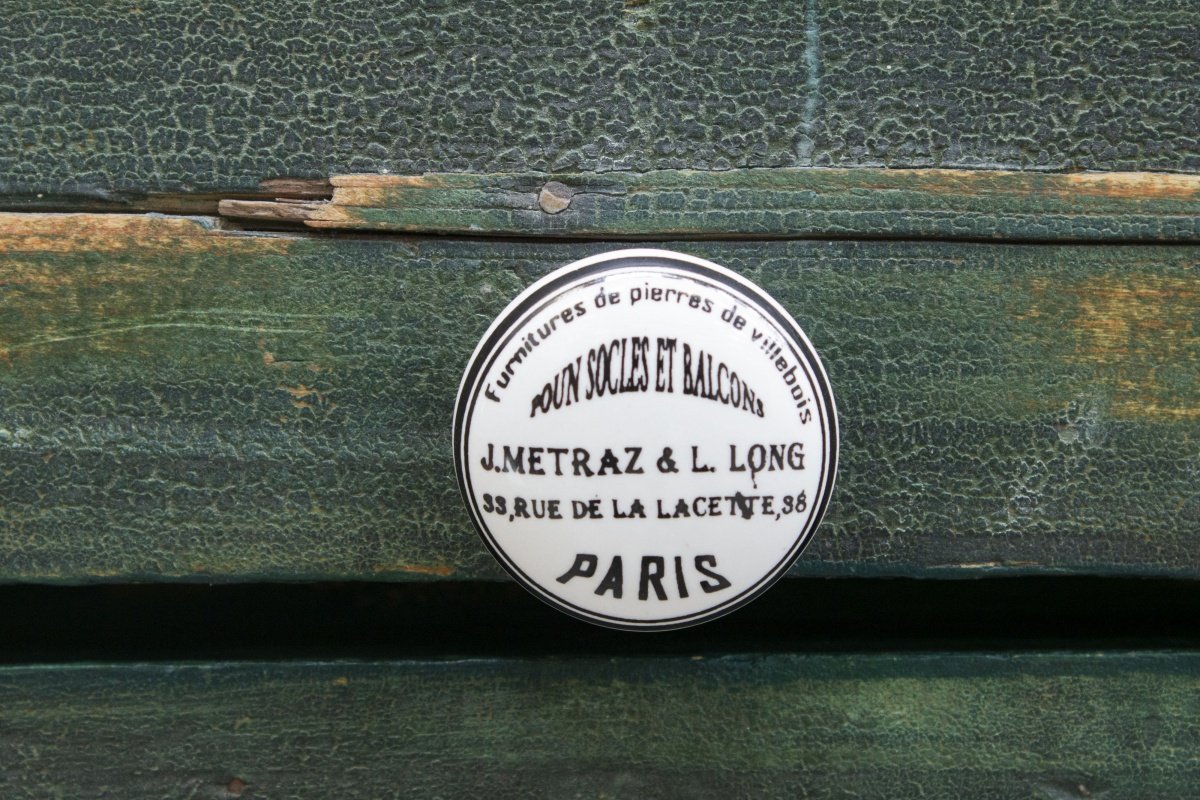 Furnitures de pierres de villebois
POUN SOCLES ET BALCONS
J.METRAZ & L. LONG
33,RUE DE LA LACETTE,38
PARIS